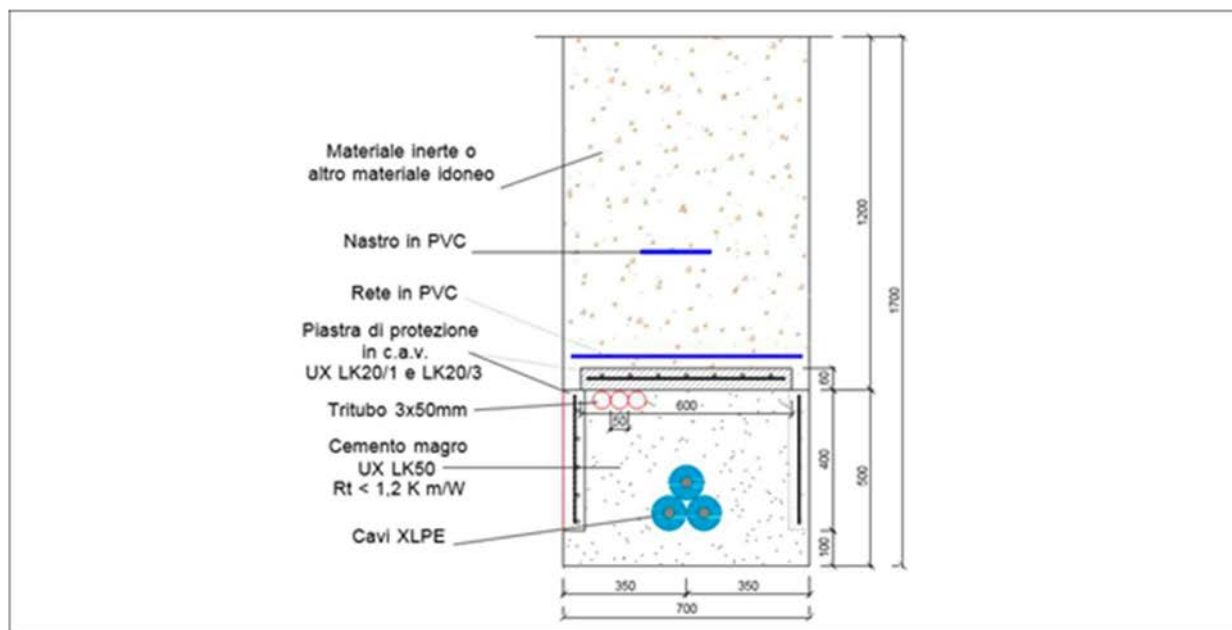 Materiale inerte o
altro materiale idoneo
Nastro in PVC
Rete in PVC
Piastra di protezione
in c.a.v.
UX LK20/1 e LK20/3
Tritubo 3x50mm
Cemento magro
UX LK50
Rt < 1,2 K m/W
Cavi XLPE
1200
1700
60
600
50
400
500
100
350
350
700